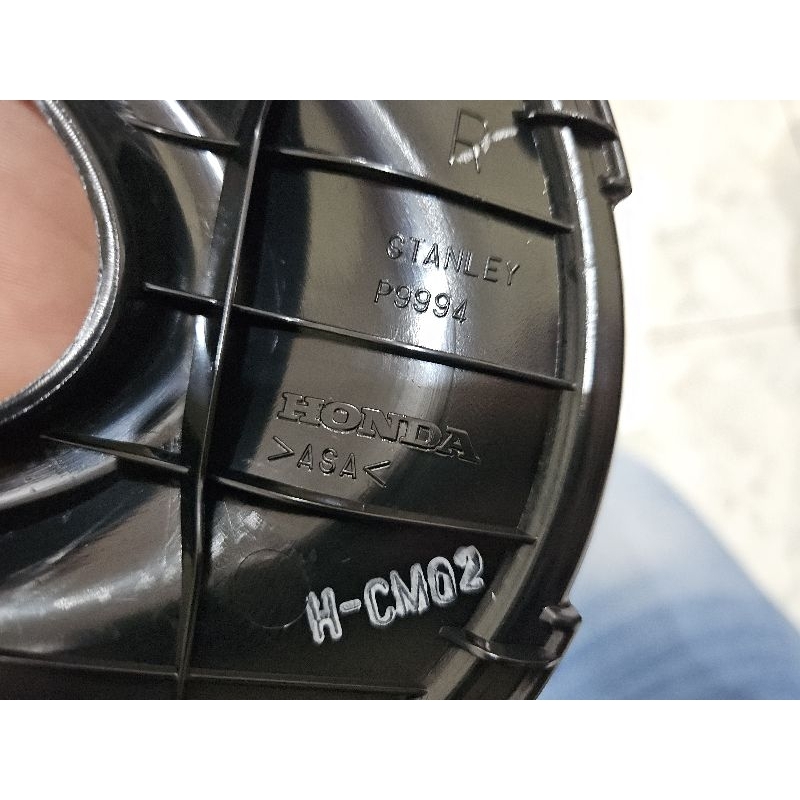 R
STANLEY
P9994
HONDA
>ASA<
H-CM02